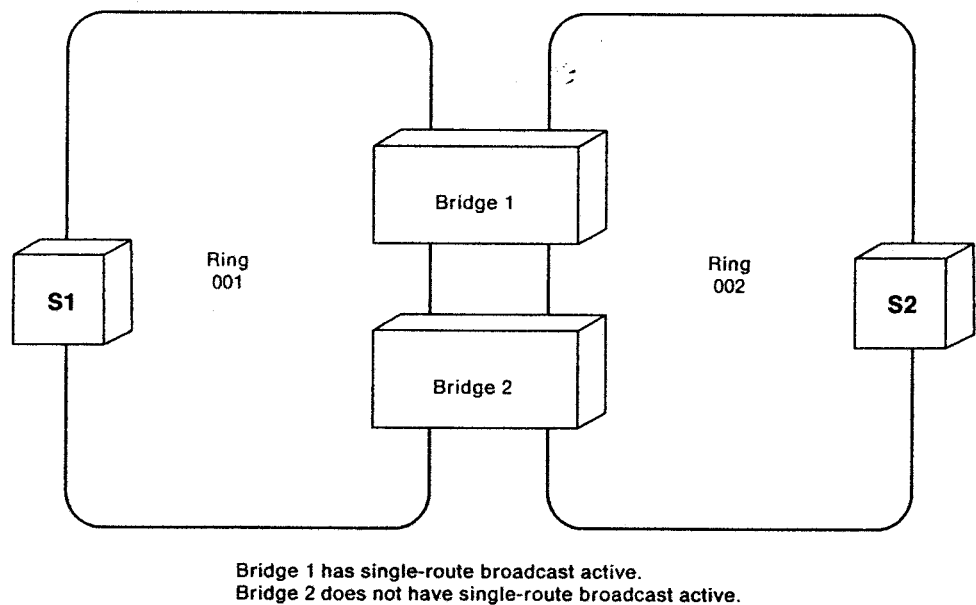 Bridge 1
Ring
001
Ring
002
S1
S2
Bridge 2
Bridge 1 has single-route broadcast active.
Bridge 2 does not have single-route broadcast active.